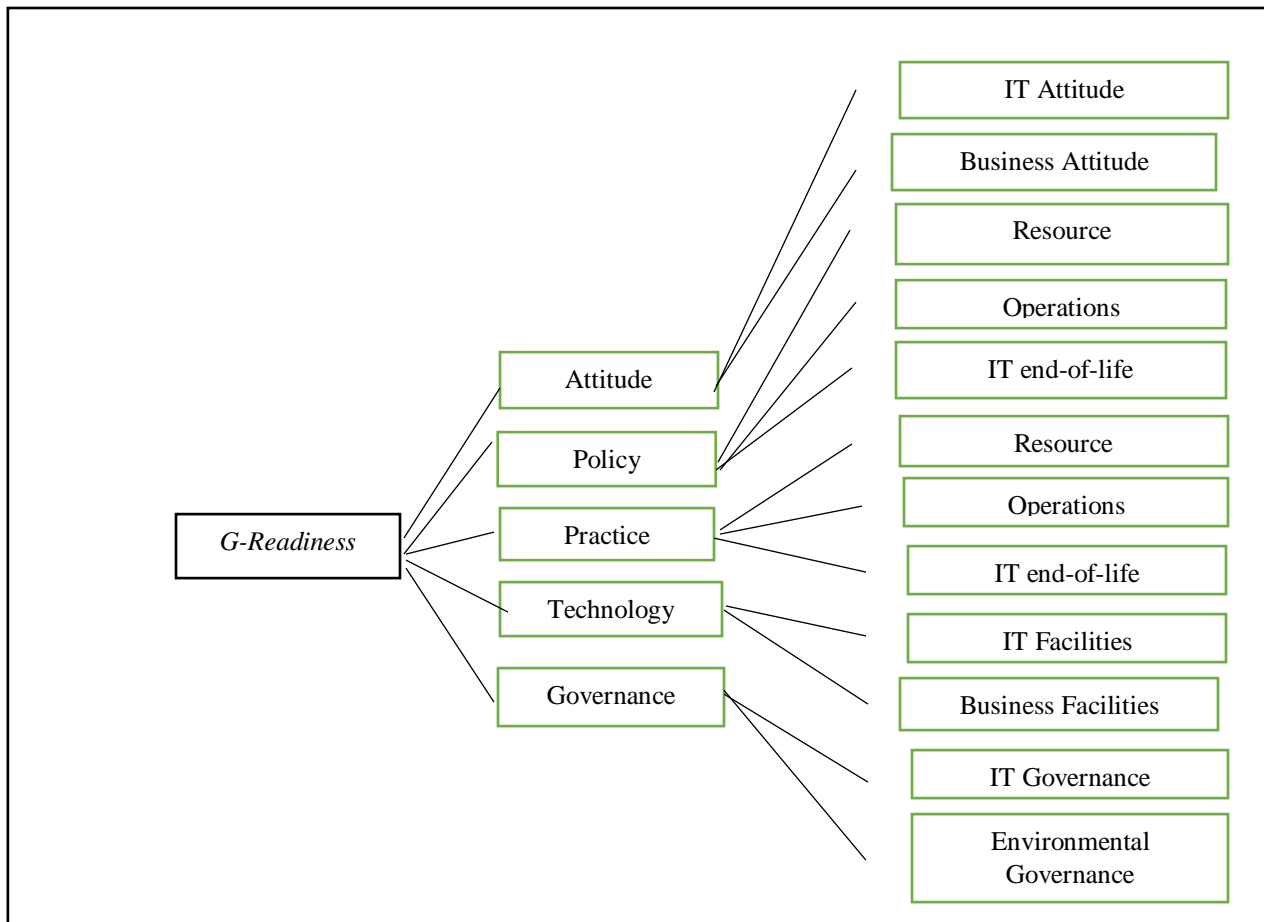 G-Readiness
Attitude
Policy
Practice
Technology
Governance
IT Attitude
Business Attitude
Resource
Operations
IT end-of-life
Resource
Operations
IT end-of-life
IT Facilities
Business Facilities
IT Governance
Environmental
Governance